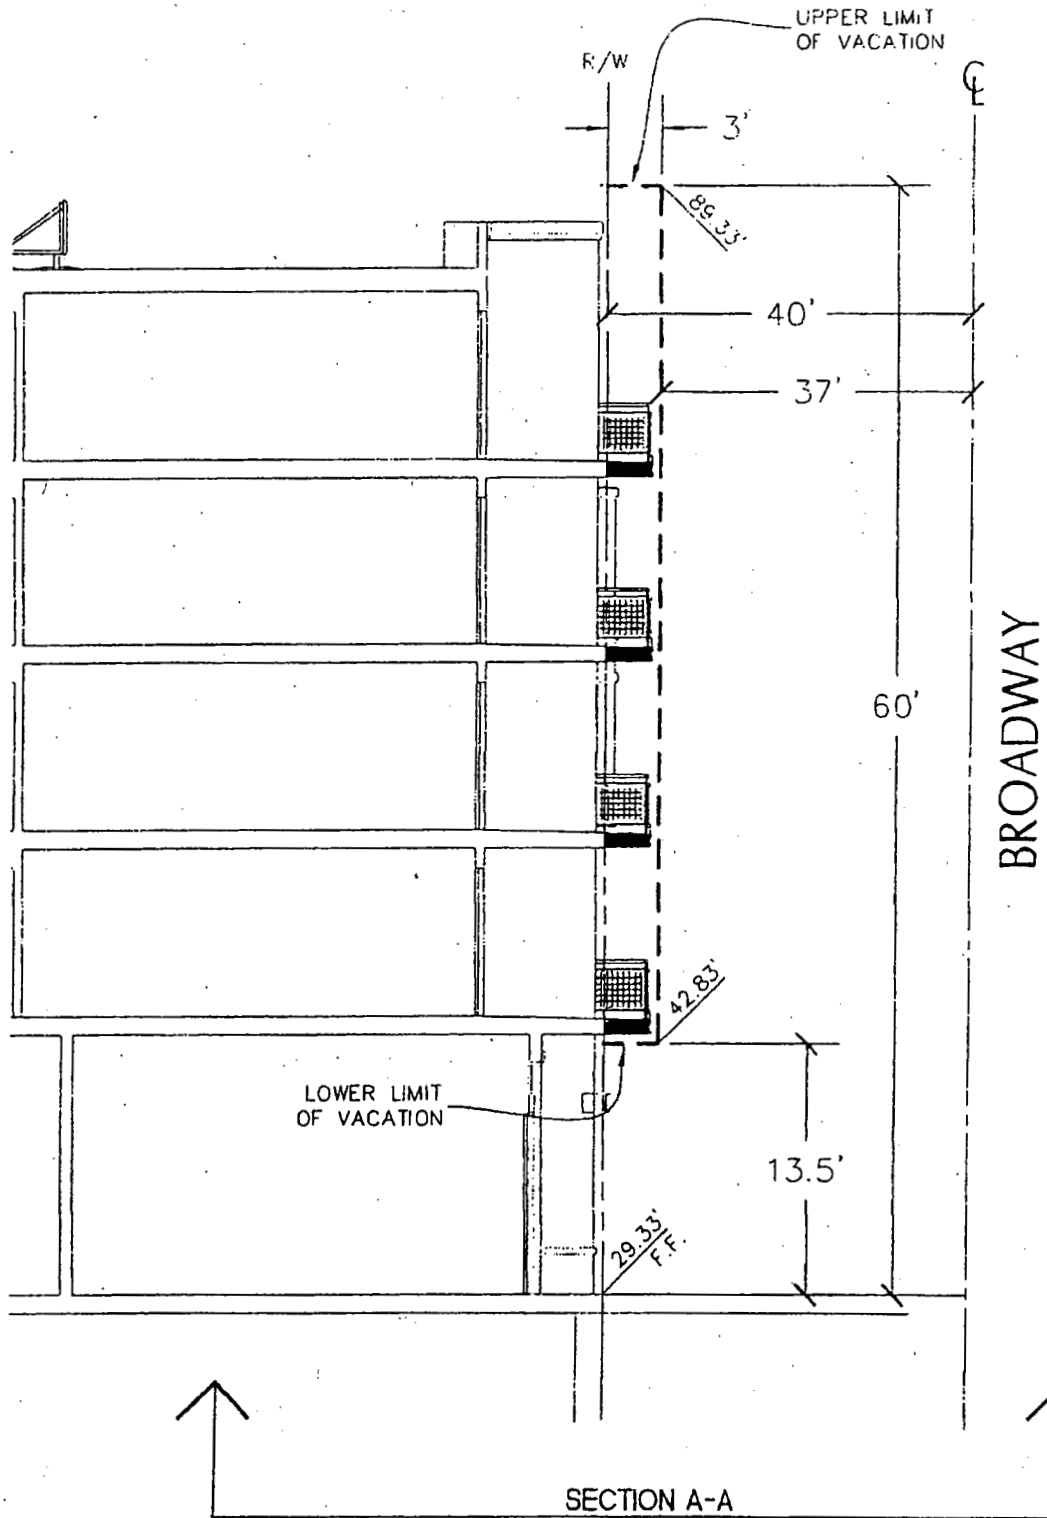 UPPER LIMIT
OF VACATION
R/W
℄
3'
89.33'
40'
37'
BROADWAY
60'
42.83'
LOWER LIMIT
OF VACATION
13.5'
29.33'
F.F.
SECTION A-A